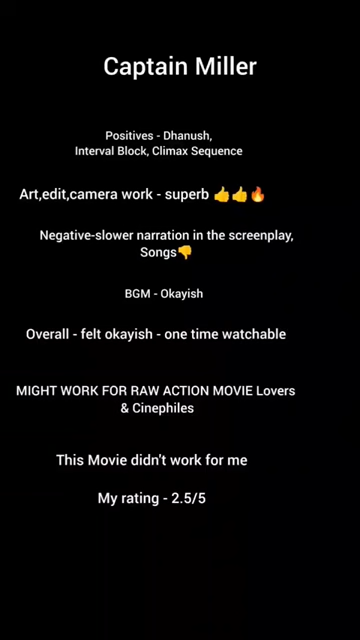 Captain Miller
Positives - Dhanush,
Interval Block, Climax Sequence
Art,edit,camera work - superb 👍👍🔥
Negative-slower narration in the screenplay,
Songs👎
BGM - Okayish
Overall - felt okayish - one time watchable
MIGHT WORK FOR RAW ACTION MOVIE Lovers
& Cinephiles
This Movie didn't work for me
My rating - 2.5/5